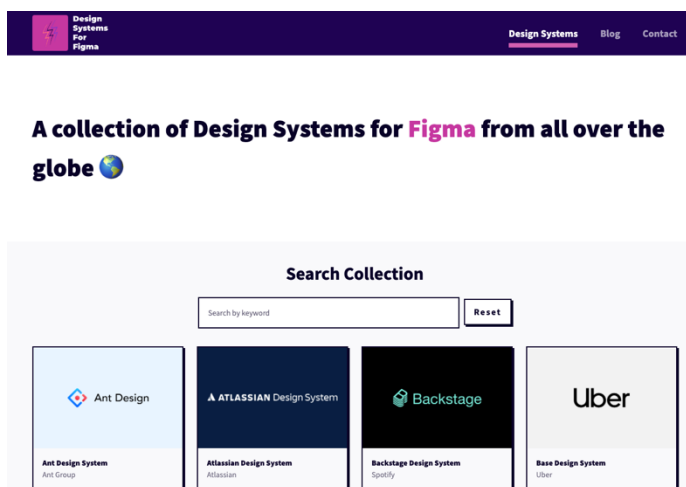 Design
Systems
For
Figma
Design Systems
Blog
Contact
A collection of Design Systems for Figma from all over the
globe 🌎
Search Collection
Search by keyword
Reset
Ant Design
ATLASSIAN Design System
Backstage
Uber
Ant Design System
Ant Group
Atlassian Design System
Atlassian
Backstage Design System
Spotify
Base Design System
Uber